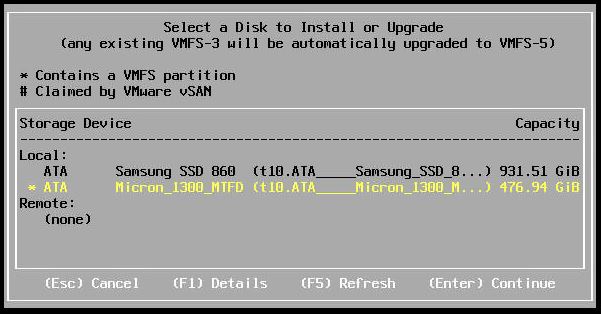 Select a Disk to Install or Upgrade
(any existing VMFS-3 will be automatically upgraded to VMFS-5)
* Contains a VMFS partition
# Claimed by VMware vSAN
Storage Device Capacity
--------------------------------------------------------------------------------
Local:
ATA Samsung SSD 860 (t10.ATA_____Samsung_SSD_8...) 931.51 GiB
* ATA Micron_1300_MTFD (t10.ATA_____Micron_1300_M...) 476.94 GiB
Remote:
(none)
(Esc) Cancel (F1) Details (F5) Refresh (Enter) Continue